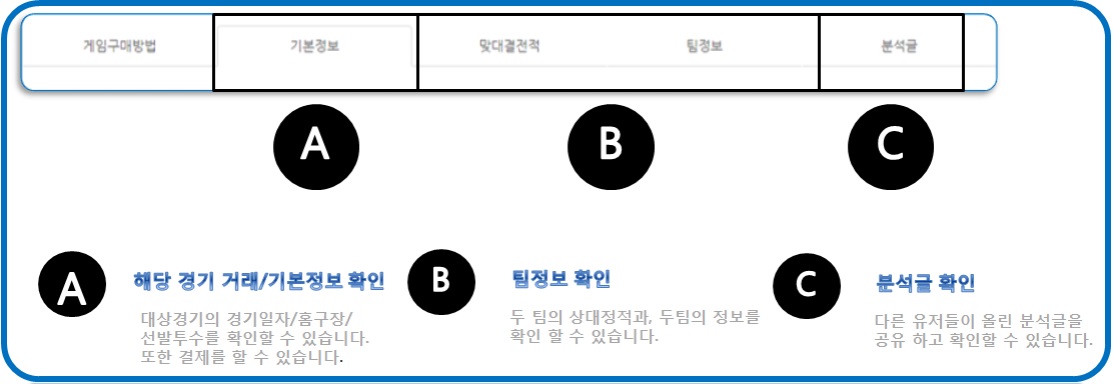 게임구매방법 기본정보 맞대결전적 팀정보 분석글
A B C
A 해당 경기 거래/기본정보 확인
대상경기의 경기일자/홈구장/
선발투수를 확인할 수 있습니다.
또한 결제를 할 수 있습니다.
B 팀정보 확인
두 팀의 상대정적과, 두팀의 정보를
확인 할 수 있습니다.
C 분석글 확인
다른 유저들이 올린 분석글을
공유 하고 확인할 수 있습니다.